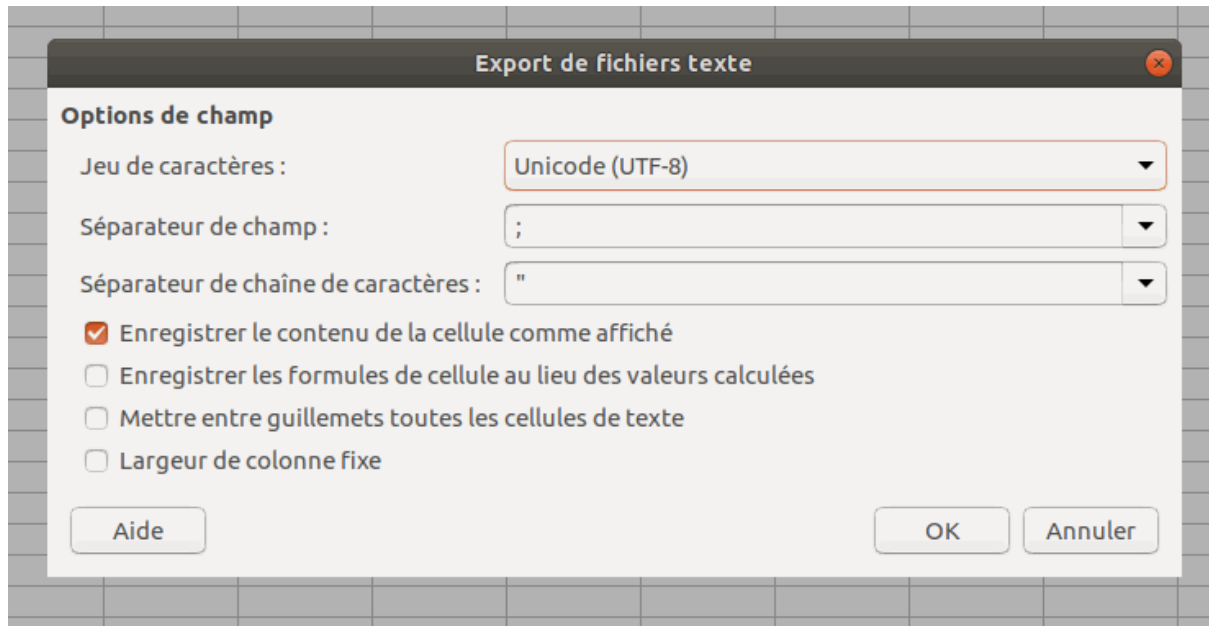 Export de fichiers texte
Options de champ
Jeu de caractères : Unicode (UTF-8)
Séparateur de champ : ;
Séparateur de chaîne de caractères : "
Enregistrer le contenu de la cellule comme affiché
Enregistrer les formules de cellule au lieu des valeurs calculées
Mettre entre guillemets toutes les cellules de texte
Largeur de colonne fixe
Aide OK Annuler